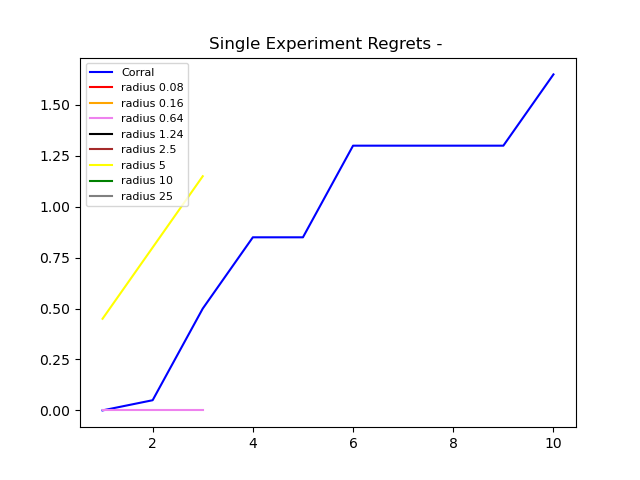 Single Experiment Regrets -
Corral
radius 0.08
radius 0.16
radius 0.64
radius 1.24
radius 2.5
radius 5
radius 10
radius 25
1.50
1.25
1.00
0.75
0.50
0.25
0.00
2 4 6 8 10